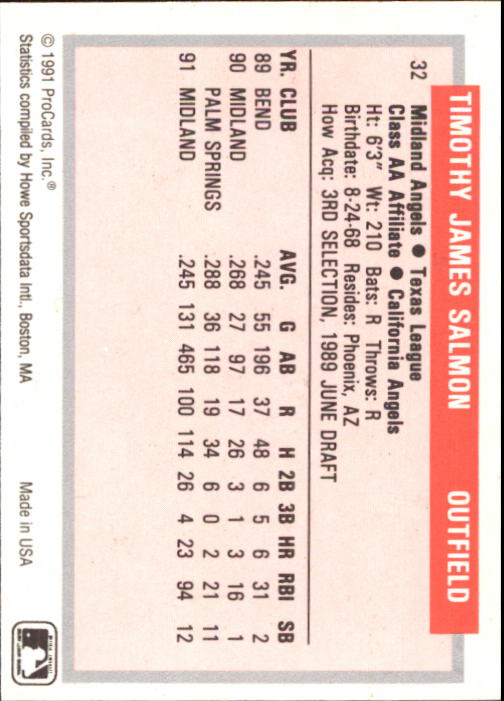 TIMOTHY JAMES SALMON OUTFIELD
32 Midland Angels ● Texas League
Class AA Affiliate ● California Angels
Ht: 6'3" Wt: 210 Bats: R Throws: R
Birthdate: 8-24-68 Resides: Phoenix, AZ
How Acq: 3RD SELECTION, 1989 JUNE DRAFT
YR. CLUB AVG. G AB R H 2B 3B HR RBI SB
89 BEND .245 55 196 37 48 6 5 6 31 2
90 MIDLAND .268 27 97 17 26 3 1 3 16 1
PALM SPRINGS .288 36 118 19 34 6 0 2 21 11
91 MIDLAND .245 131 465 100 114 26 4 23 94 12
© 1991 ProCards, Inc.®
Statistics compiled by Howe Sportsdata Intl., Boston, MA Made in USA